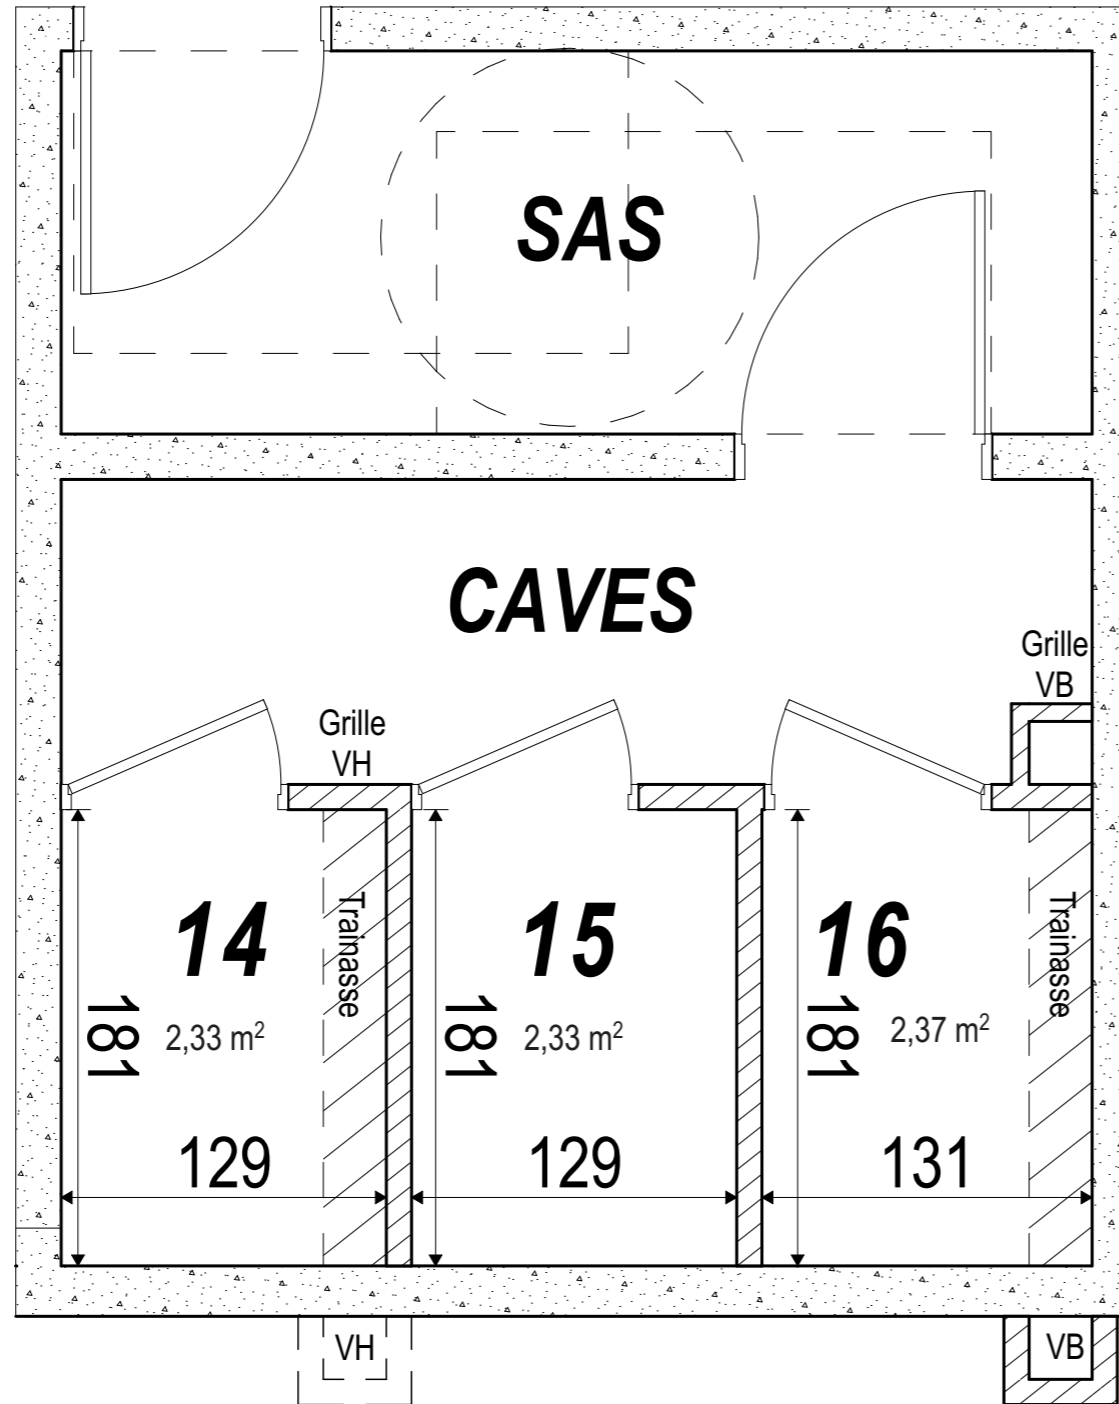 SAS
CAVES
Grille
VB
Grille
VH
14
Trainasse
15
16
Trainasse
181
2,33 m²
181
2,33 m²
181
2,37 m²
129
129
131
VH
VB